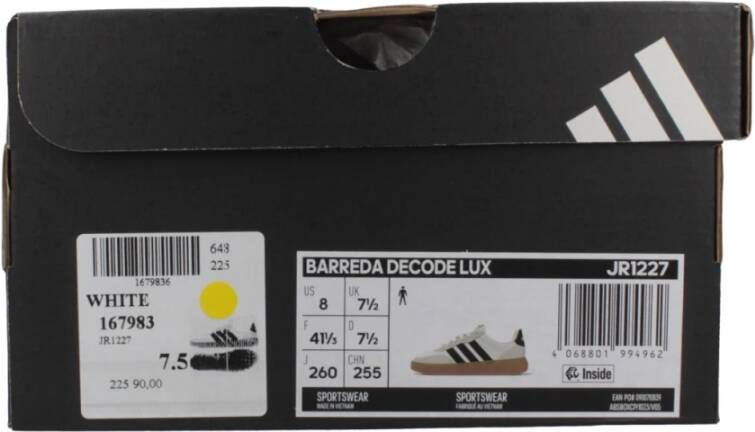 648
225
1679836
WHITE
167983
JR1227
7.5
225 90,00
BARREDA DECODE LUX JR1227
US 8 UK 7½
F 41⅓ D 7½
J 260 CHN 255
4 068801 994962
Inside
SPORTSWEAR SPORTSWEAR
MADE IN VIETNAM FABRIQUÉ AU VIETNAM
EAN PO#